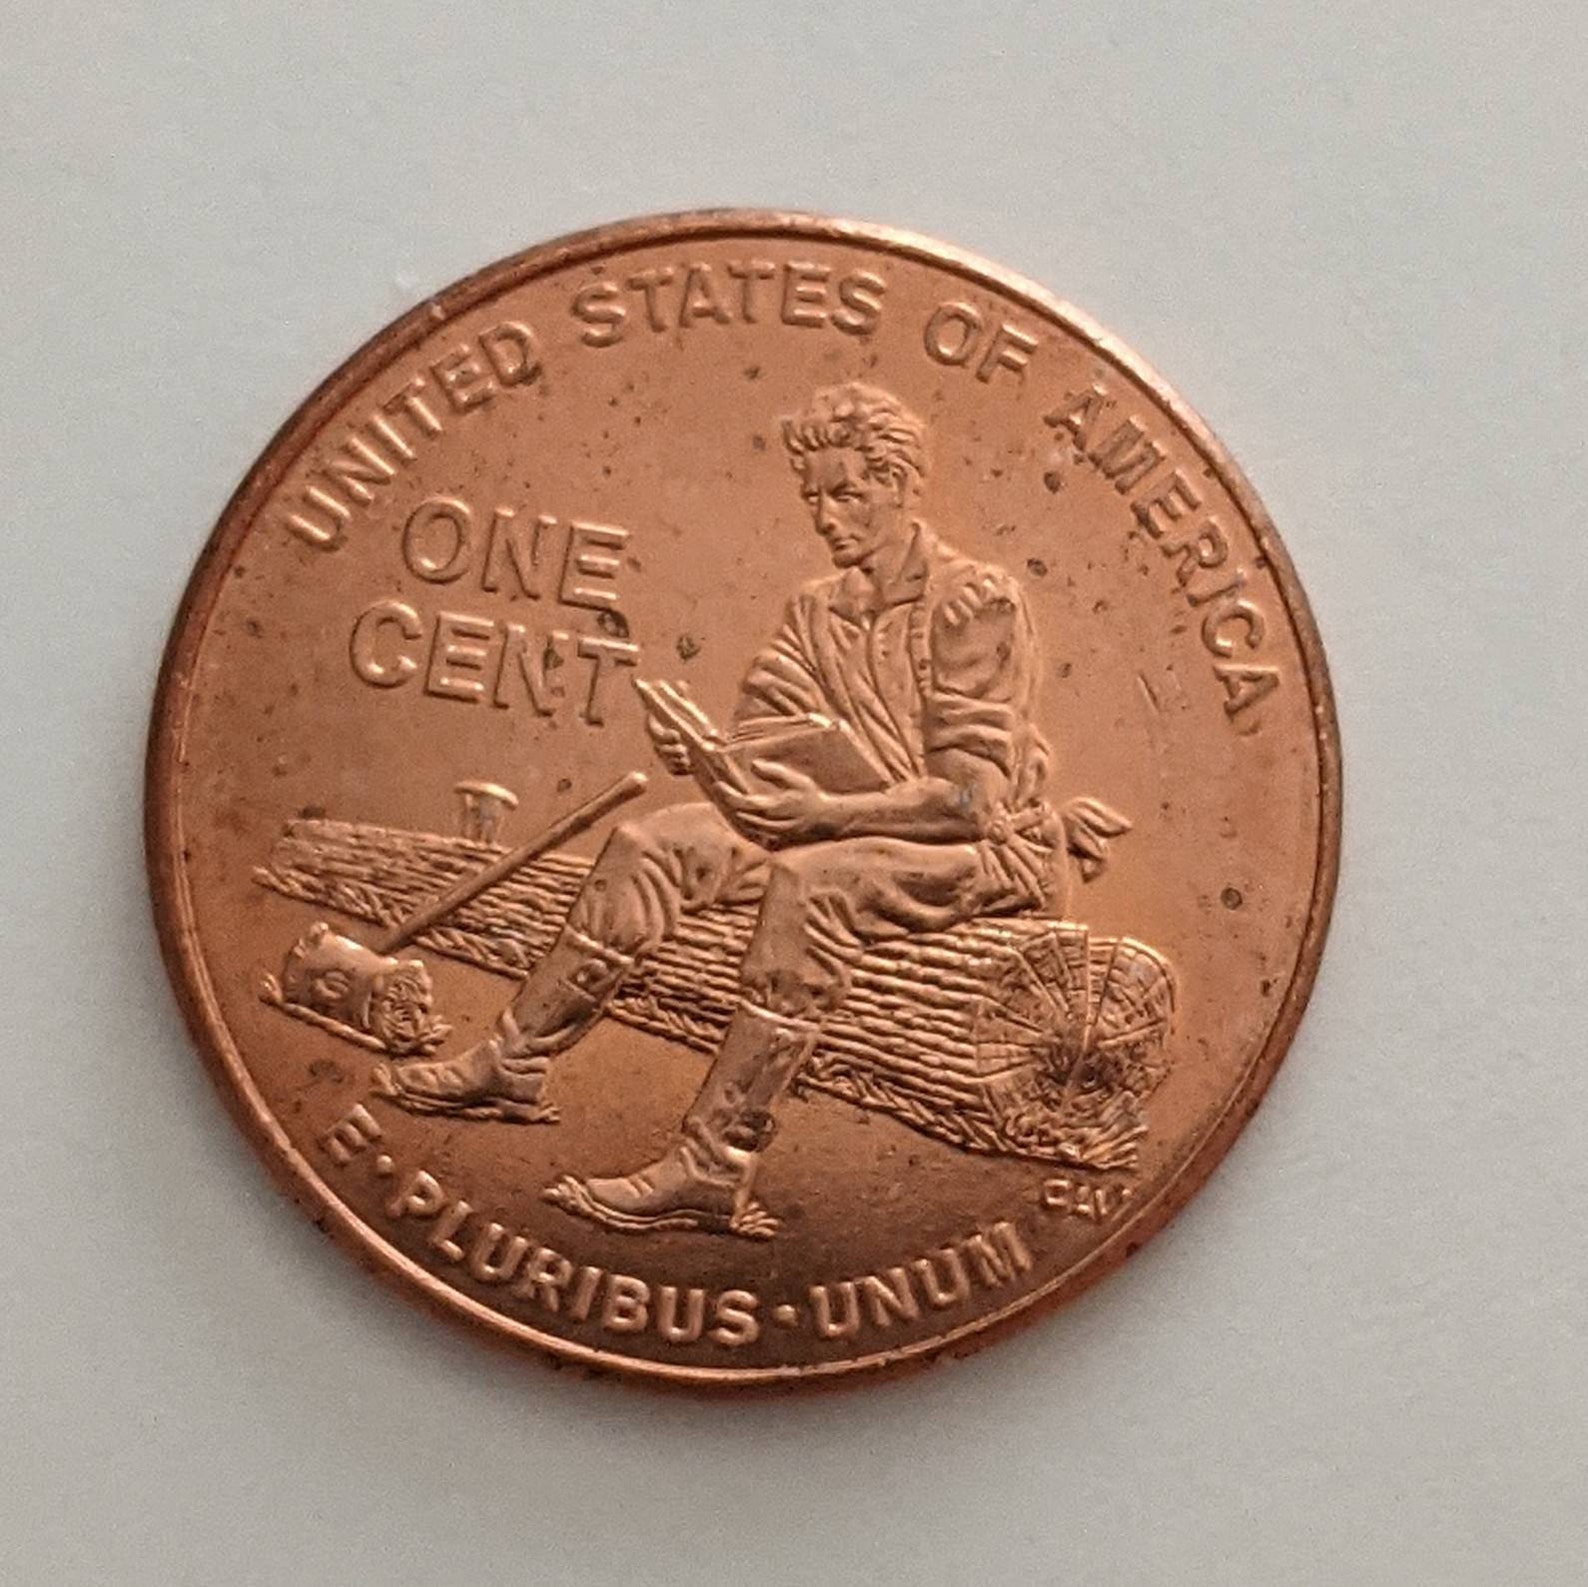 UNITED STATES OF AMERICA
ONE
CENT
E·PLURIBUS·UNUM